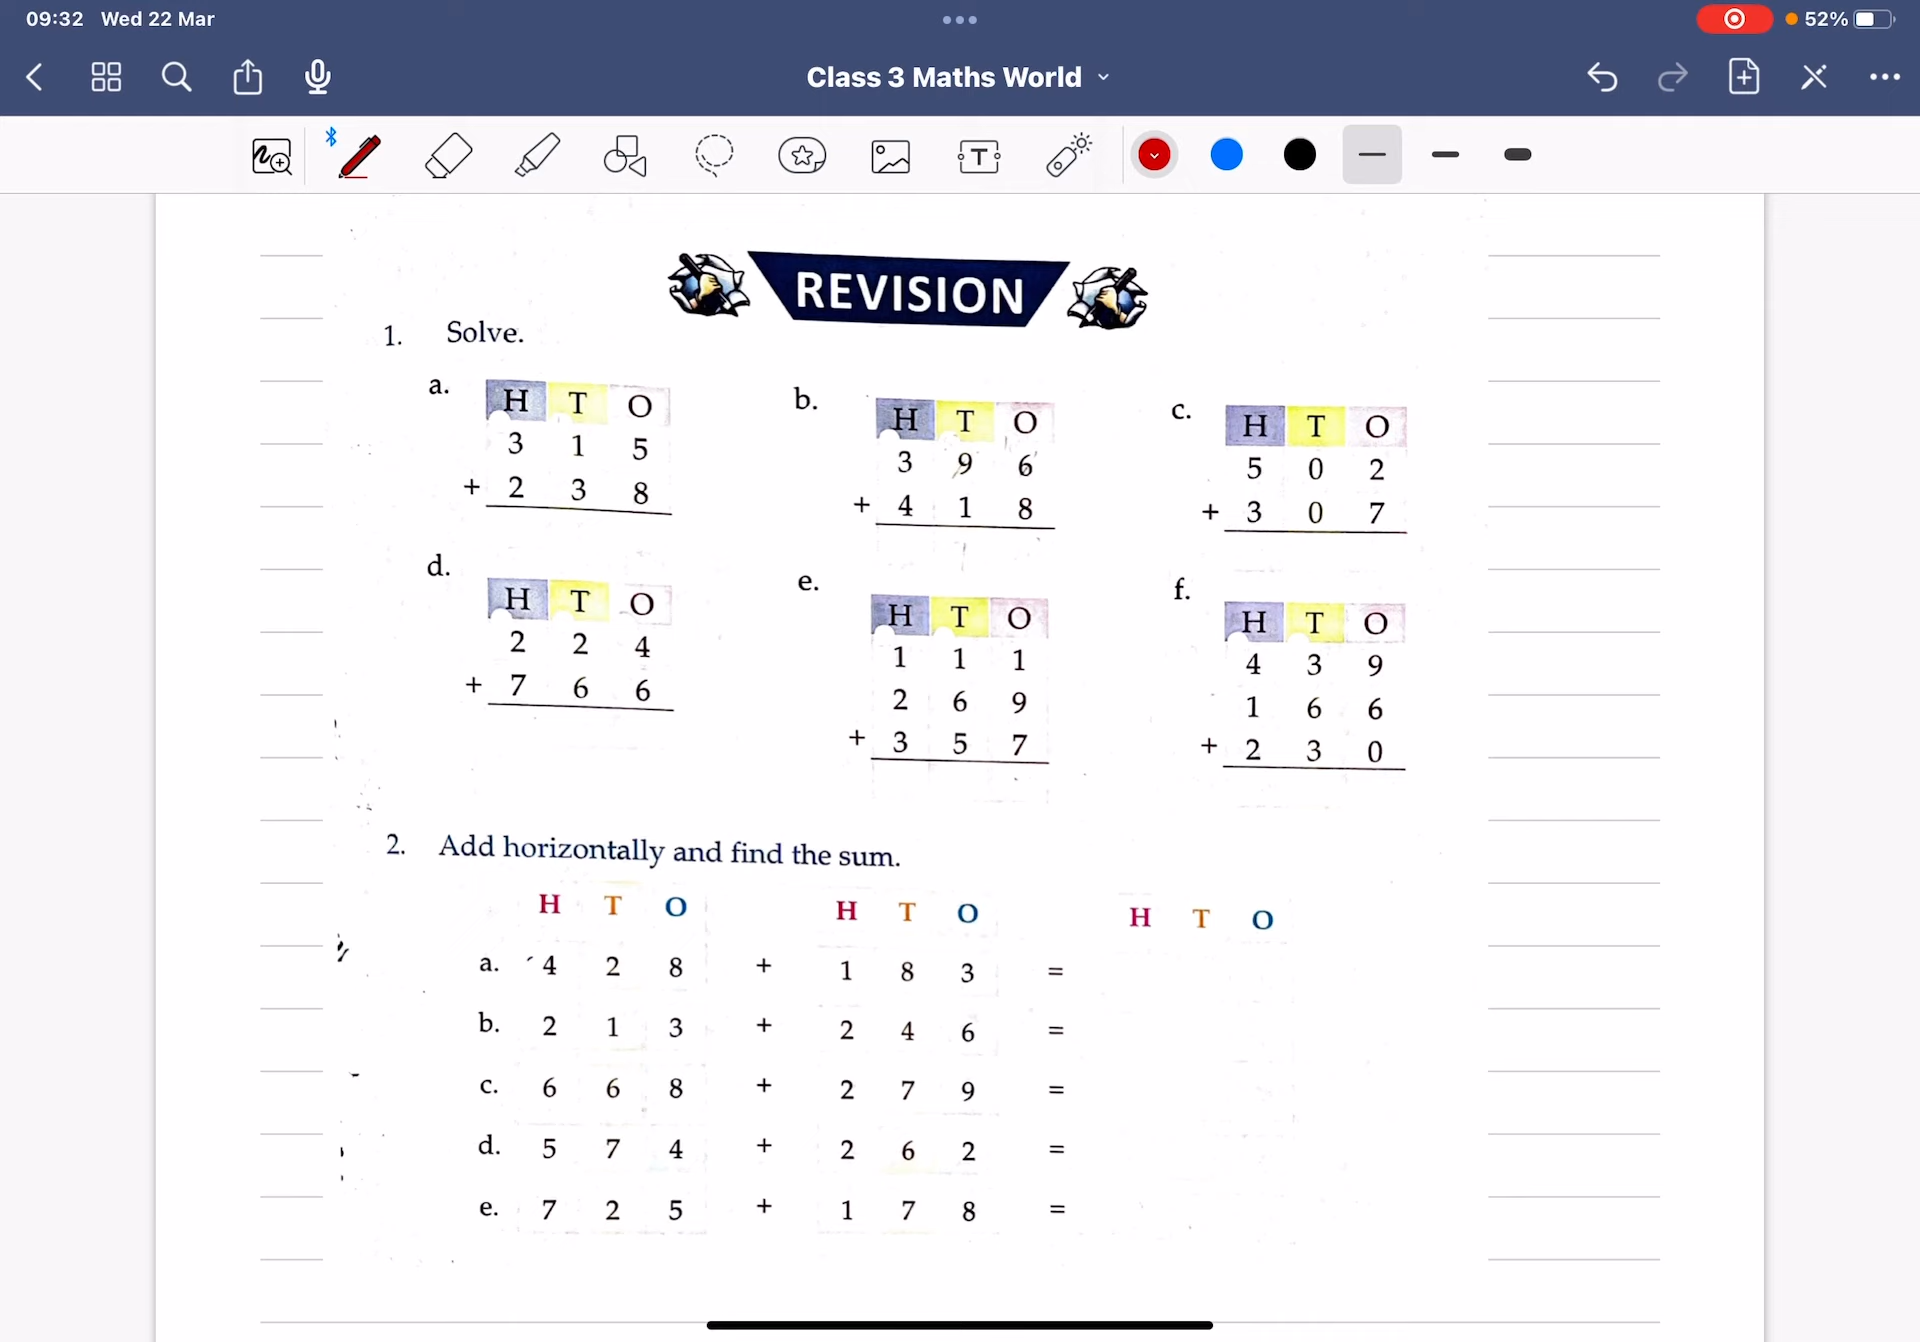 09:32 Wed 22 Mar
52%
Class 3 Maths World
REVISION
1. Solve.
a. H T O
3 1 5
+ 2 3 8
b. H T O
3 9 6
+ 4 1 8
c. H T O
5 0 2
+ 3 0 7
d. H T O
2 2 4
+ 7 6 6
e. H T O
1 1 1
2 6 9
+ 3 5 7
f. H T O
4 3 9
1 6 6
+ 2 3 0
2. Add horizontally and find the sum.
H T O H T O H T O
a. 4 2 8 + 1 8 3 =
b. 2 1 3 + 2 4 6 =
c. 6 6 8 + 2 7 9 =
d. 5 7 4 + 2 6 2 =
e. 7 2 5 + 1 7 8 =